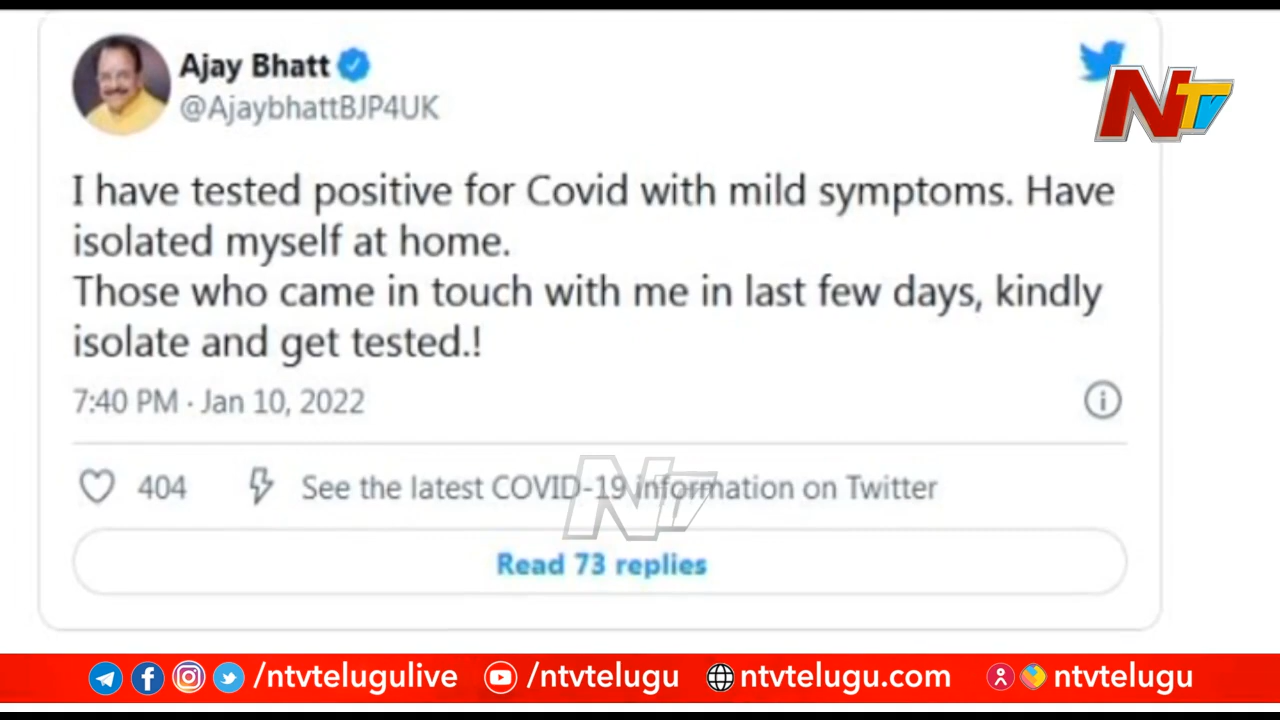 Ajay Bhatt
@AjaybhattBJP4UK
NTV
I have tested positive for Covid with mild symptoms. Have
isolated myself at home.
Those who came in touch with me in last few days, kindly
isolate and get tested.!
7:40 PM · Jan 10, 2022
404 See the latest COVID-19 information on Twitter
NTV
Read 73 replies
/ntvtelugulive /ntvtelugu ntvtelugu.com ntvtelugu